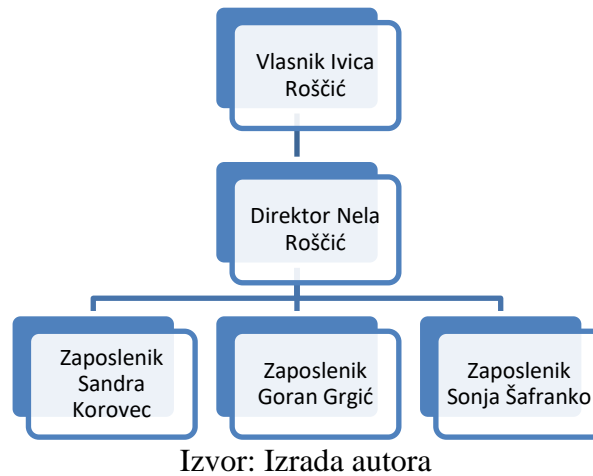 Vlasnik Ivica
Roščić
Direktor Nela
Roščić
Zaposlenik
Sandra
Korovec
Zaposlenik
Goran Grgić
Zaposlenik
Sonja Šafranko
Izvor: Izrada autora